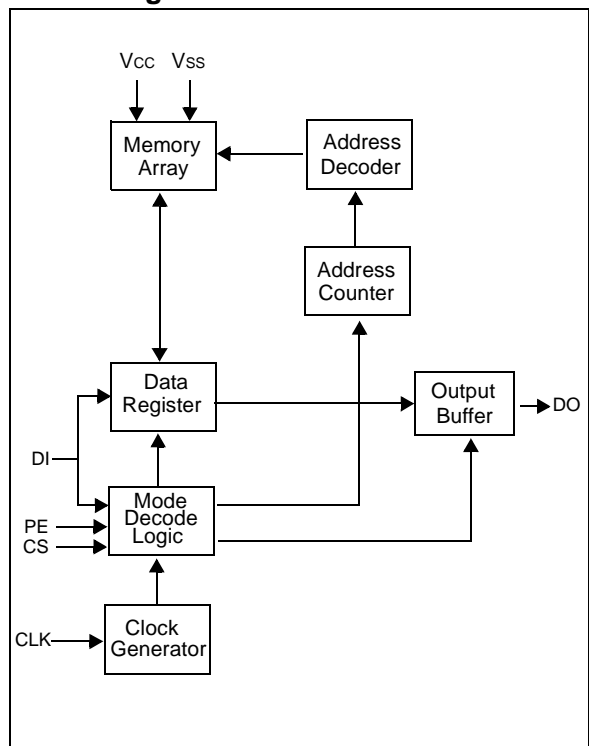 Vcc Vss
Memory
Array
Address
Decoder
Address
Counter
Data
Register
Output
Buffer
DO
DI
Mode
Decode
Logic
PE
CS
CLK
Clock
Generator